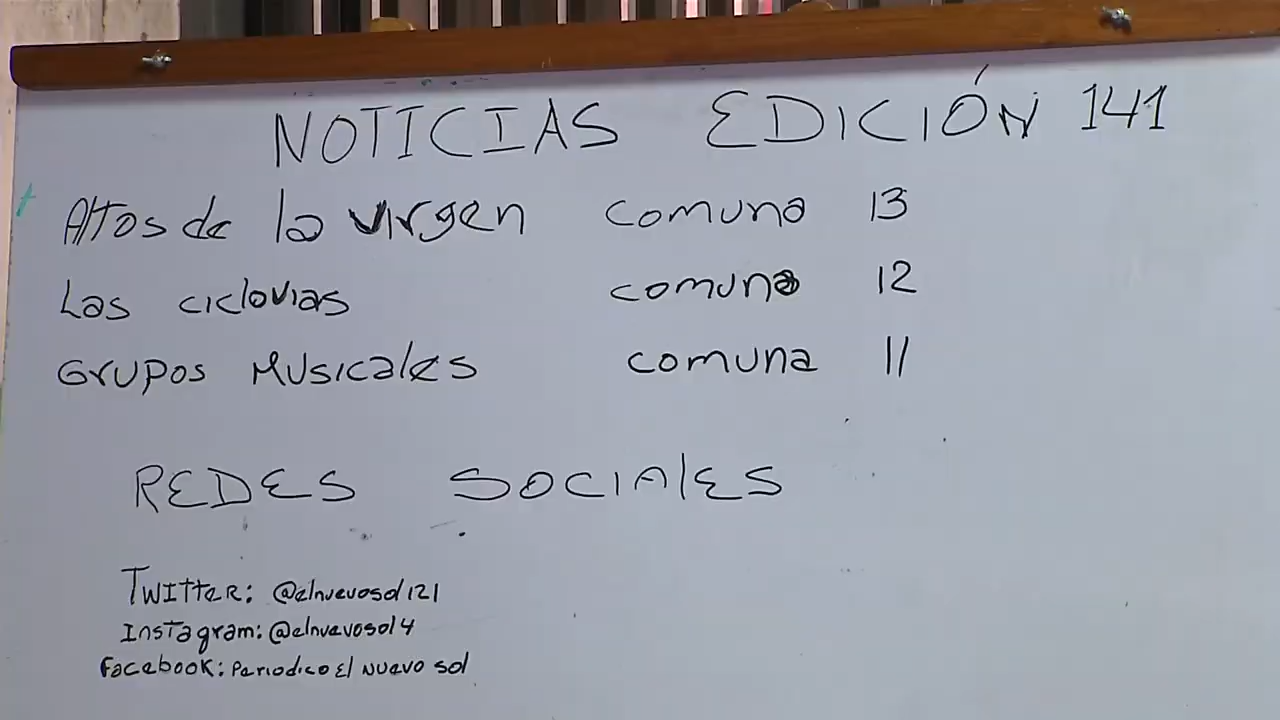 NOTICIAS EDICIÓN 141
Altos de la virgen comuna 13
Las ciclovias comuna 12
Grupos Musicales comuna 11
REDES SOCIALES
TWITTER: @elnuevosol121
Instagram: @elnuevosol4
Facebook: Periodico El Nuevo Sol